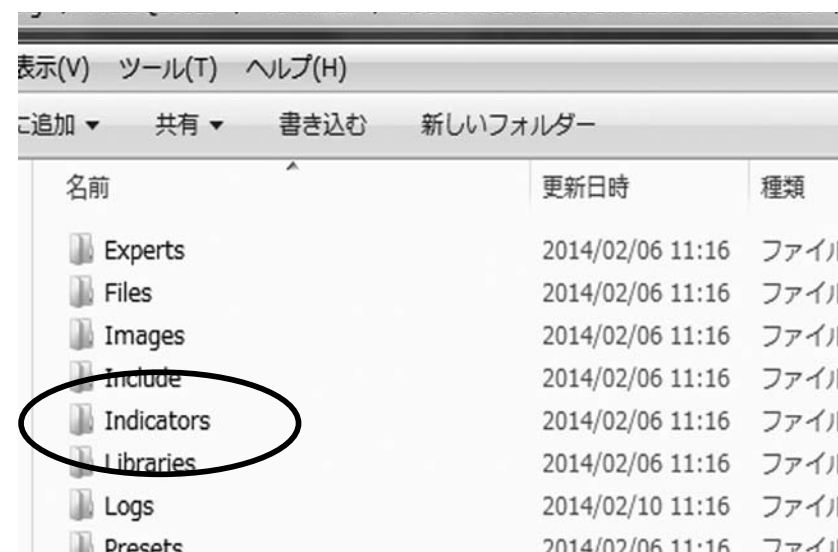 表示(V) ツール(T) ヘルプ(H)
に追加 ▼ 共有 ▼ 書き込む 新しいフォルダー
名前 更新日時 種類
Experts 2014/02/06 11:16 ファイル
Files 2014/02/06 11:16 ファイル
Images 2014/02/06 11:16 ファイル
Include 2014/02/06 11:16 ファイル
Indicators 2014/02/06 11:16 ファイル
Libraries 2014/02/06 11:16 ファイル
Logs 2014/02/10 11:16 ファイル
Presets 2014/02/06 11:16 ファイル